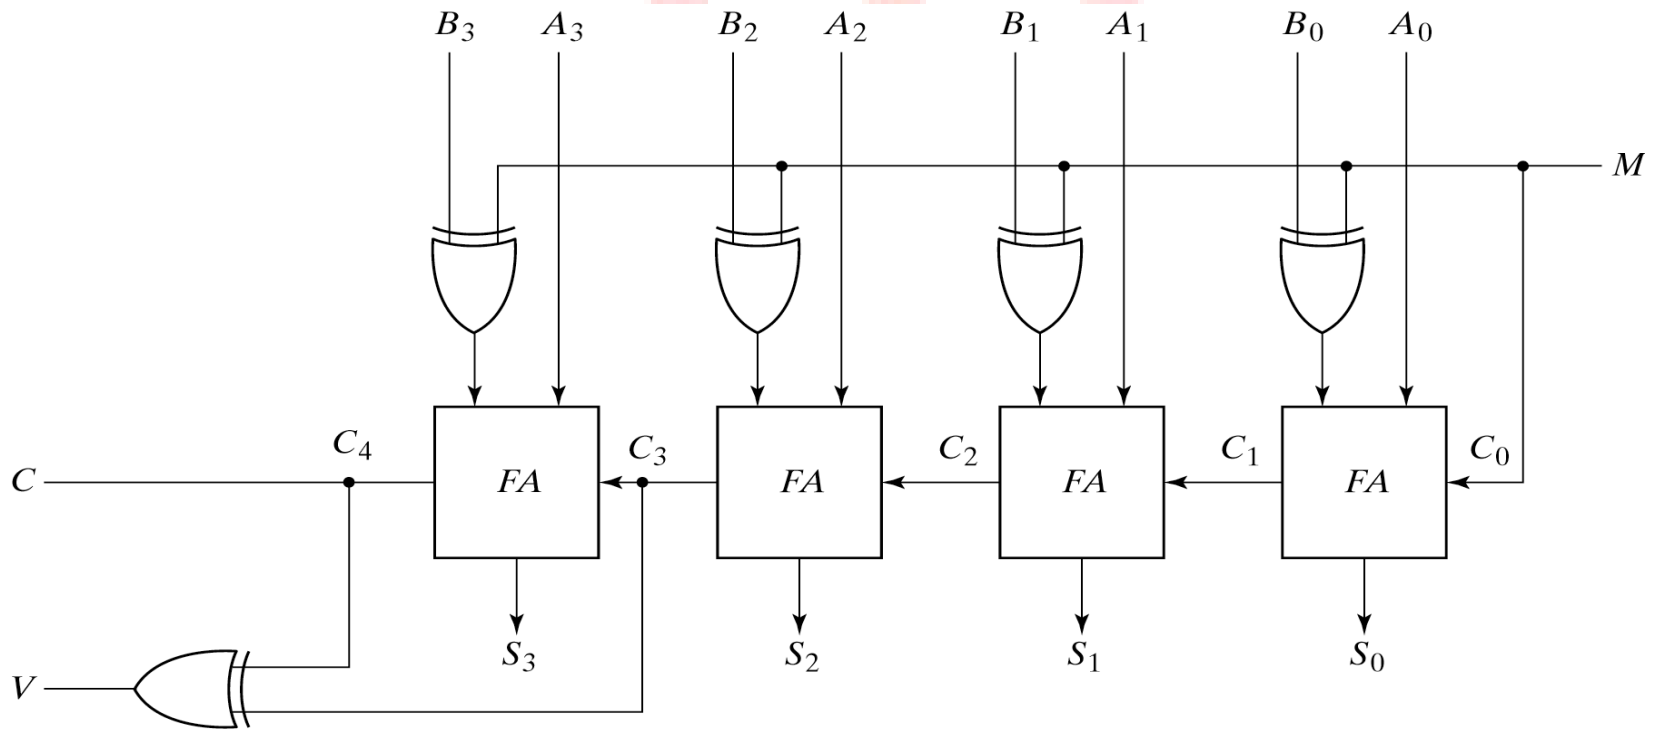 B3 A3 B2 A2 B1 A1 B0 A0
M
C4 C3 C2 C1 C0
C FA FA FA FA
S3 S2 S1 S0
V